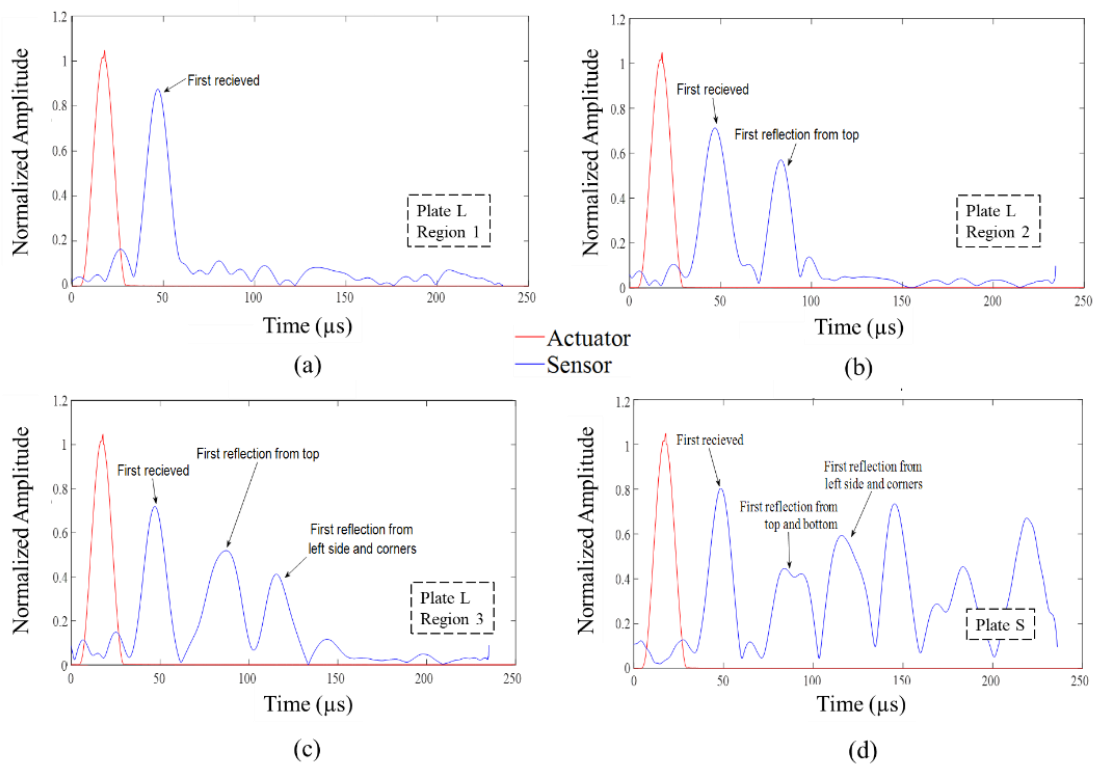 1.2
1
0.8
0.6
0.4
0.2
0
Normalized Amplitude
First recieved
Plate L
Region 1
0 50 100 150 200 250
Time (µs)
(a)
1.2
1
0.8
0.6
0.4
0.2
0
Normalized Amplitude
First recieved
First reflection from top
Plate L
Region 2
0 50 100 150 200 250
Time (µs)
(b)
Actuator
Sensor
1.2
1
0.8
0.6
0.4
0.2
0
Normalized Amplitude
First reflection from top
First recieved
First reflection from
left side and corners
Plate L
Region 3
0 50 100 150 200 250
Time (µs)
(c)
1.2
1
0.8
0.6
0.4
0.2
0
Normalized Amplitude
First recieved
First reflection from
left side and corners
First reflection from
top and bottom
Plate S
0 50 100 150 200 250
Time (µs)
(d)